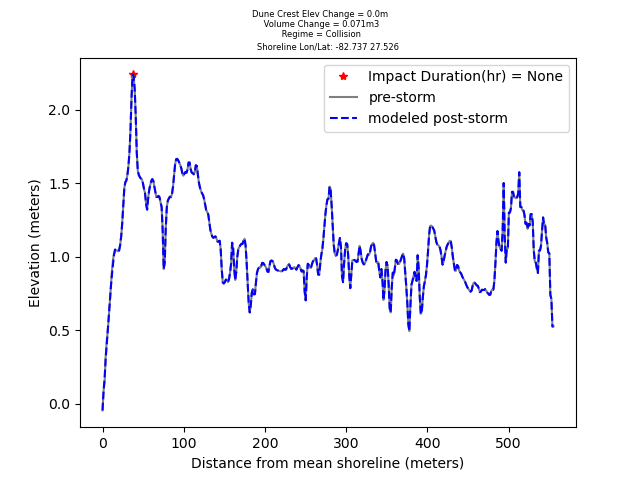 Dune Crest Elev Change = 0.0m
Volume Change = 0.071m3
Regime = Collision
Shoreline Lon/Lat: -82.737 27.526
Impact Duration(hr) = None
pre-storm
modeled post-storm
Elevation (meters)
2.0
1.5
1.0
0.5
0.0
0 100 200 300 400 500
Distance from mean shoreline (meters)